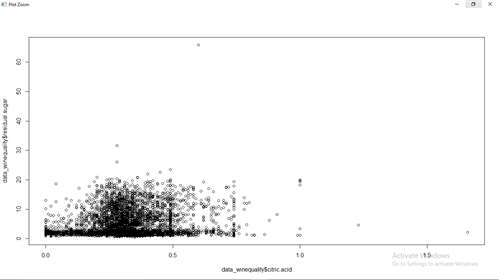 Plot Zoom
60
50
40
30
20
10
0
data_winequality$residual.sugar
0.0 0.5 1.0 1.5
data_winequality$citric.acid
Activate Windows
Go to Settings to activate Windows.